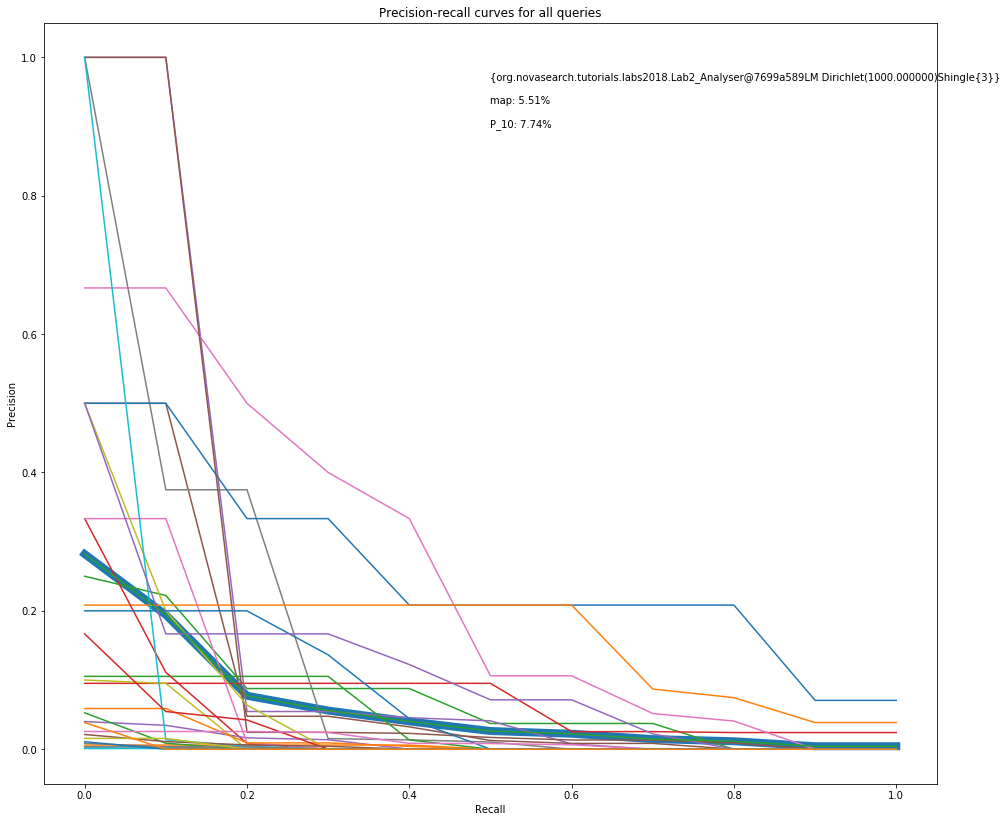 Precision-recall curves for all queries
{org.novasearch.tutorials.labs2018.Lab2_Analyser@7699a589LM Dirichlet(1000.000000)Shingle{3}}
map: 5.51%
P_10: 7.74%
Precision
1.0
0.8
0.6
0.4
0.2
0.0
0.0 0.2 0.4 0.6 0.8 1.0
Recall